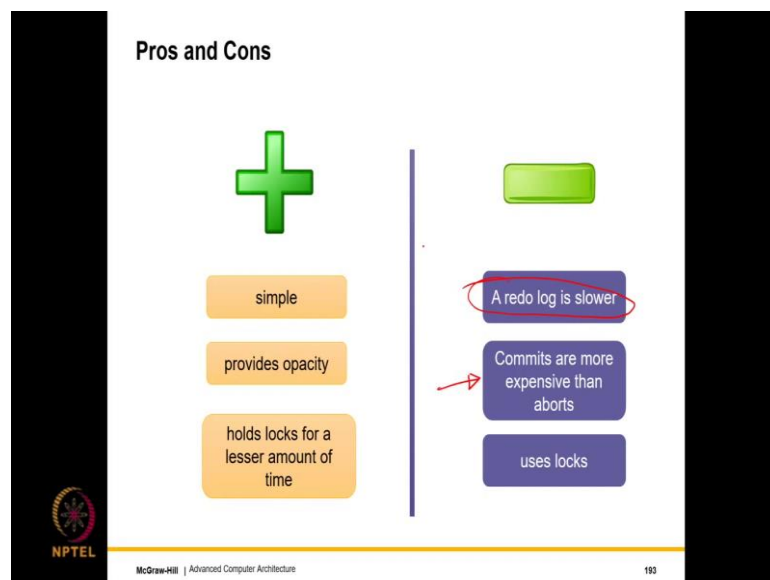 Pros and Cons
simple
provides opacity
holds locks for a
lesser amount of
time
A redo log is slower
Commits are more
expensive than
aborts
uses locks
NPTEL
McGraw-Hill | Advanced Computer Architecture
193